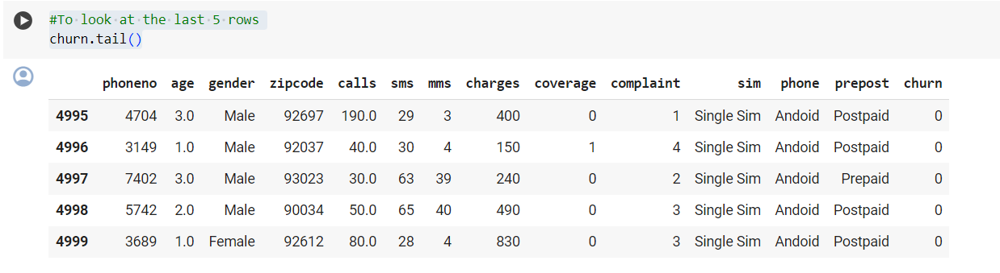 #To look at the last 5 rows
churn.tail()
phoneno age gender zipcode calls sms mms charges coverage complaint sim phone prepost churn
4995 4704 3.0 Male 92697 190.0 29 3 400 0 1 Single Sim Andoid Postpaid 0
4996 3149 1.0 Male 92037 40.0 30 4 150 1 4 Single Sim Andoid Postpaid 0
4997 7402 3.0 Male 93023 30.0 63 39 240 0 2 Single Sim Andoid Prepaid 0
4998 5742 2.0 Male 90034 50.0 65 40 490 0 3 Single Sim Andoid Postpaid 0
4999 3689 1.0 Female 92612 80.0 28 4 830 0 3 Single Sim Andoid Postpaid 0